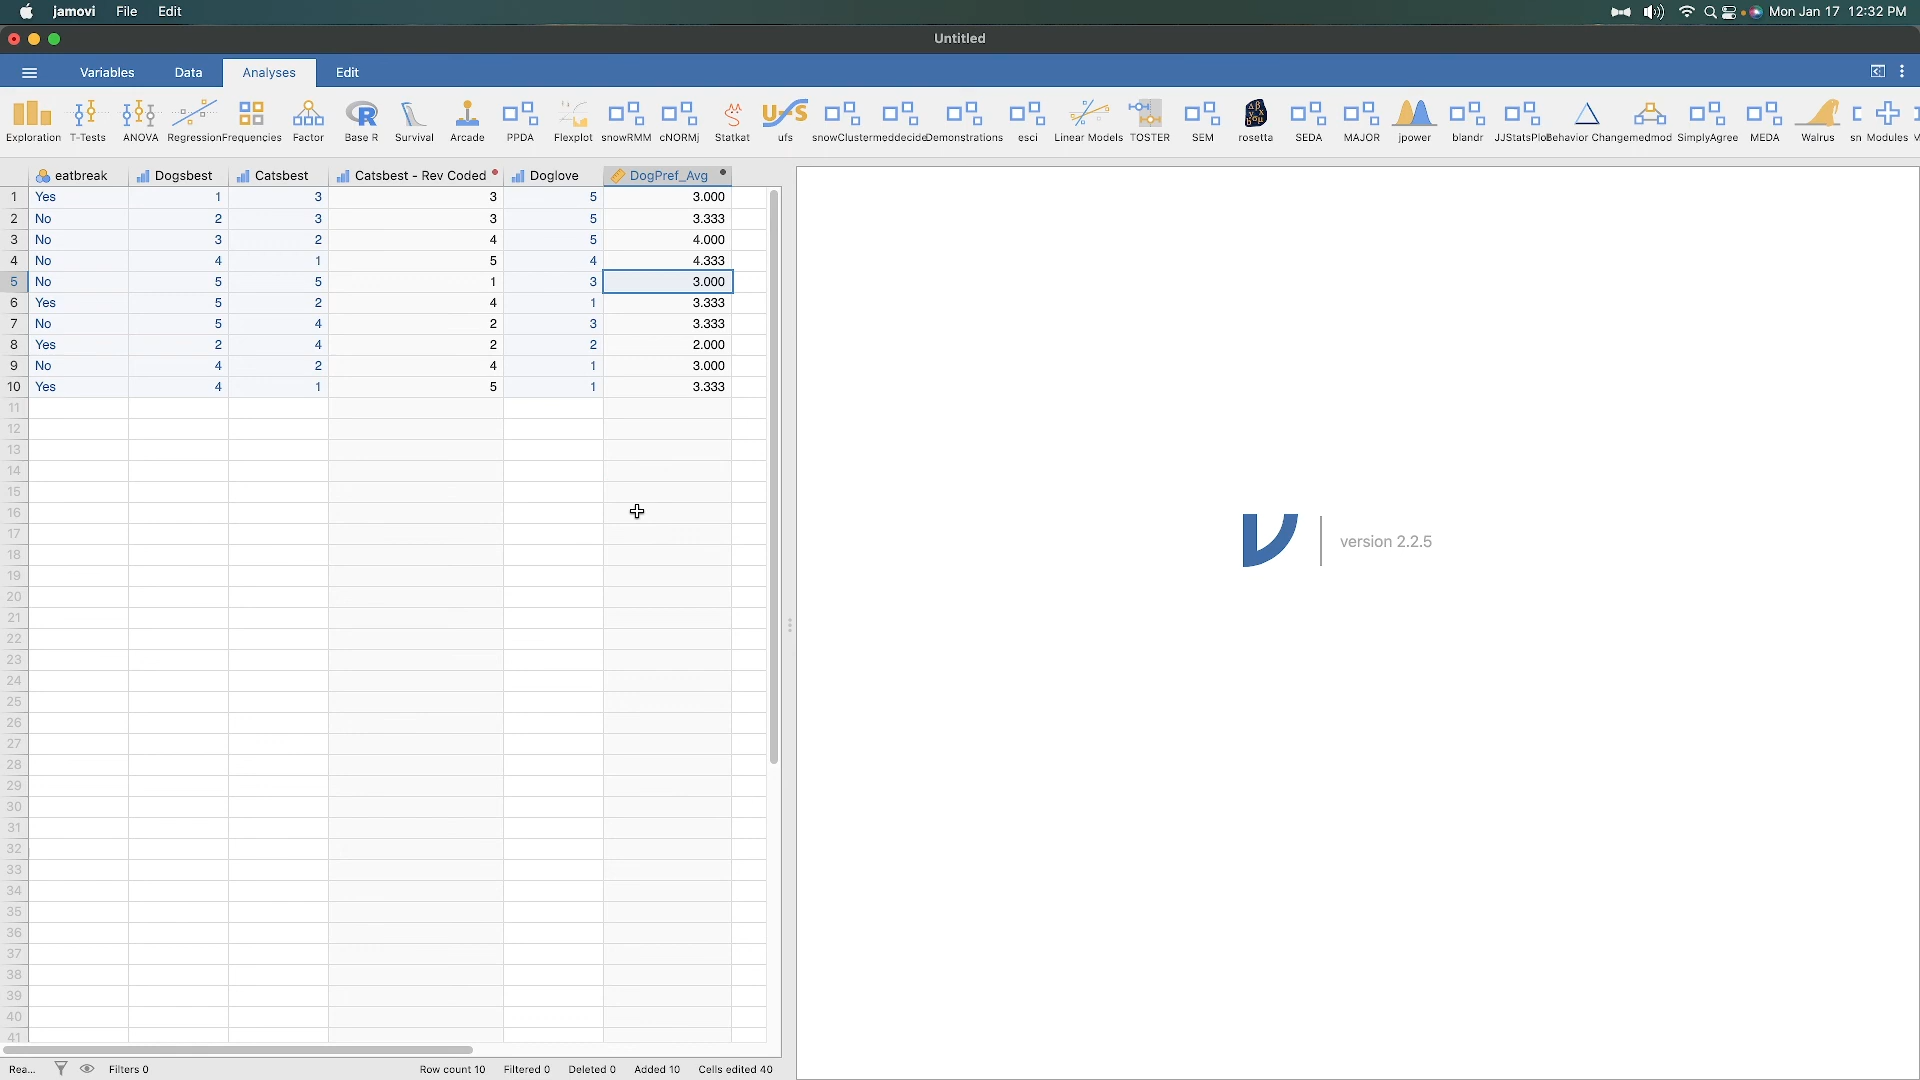 jamovi File Edit Mon Jan 17 12:32 PM
Untitled
Variables Data Analyses Edit
Exploration T-Tests ANOVA Regression Frequencies Factor Base R Survival Arcade PPDA Flexplot snowRMM cNORMj Statkat ufs snowCluster meddecide Demonstrations esci Linear Models TOSTER SEM rosetta SEDA MAJOR jpower blandr JJStatsPlo Behavior Change medmod SimplyAgree MEDA Walrus sn Modules
eatbreak Dogsbest Catsbest Catsbest - Rev Coded Doglove DogPref_Avg
1 Yes 1 3 3 5 3.000
2 No 2 3 3 5 3.333
3 No 3 2 4 5 4.000
4 No 4 1 5 4 4.333
5 No 5 5 1 3 3.000
6 Yes 5 2 4 1 3.333
7 No 5 4 2 3 3.333
8 Yes 2 4 2 2 2.000
9 No 4 2 4 1 3.000
10 Yes 4 1 5 1 3.333
11
12
13
14
15
16
17
18
19
20
21
22
23
24
25
26
27
28
29
30
31
32
33
34
35
36
37
38
39
40
41
version 2.2.5
Rea... Filters 0 Row count 10 Filtered 0 Deleted 0 Added 10 Cells edited 40